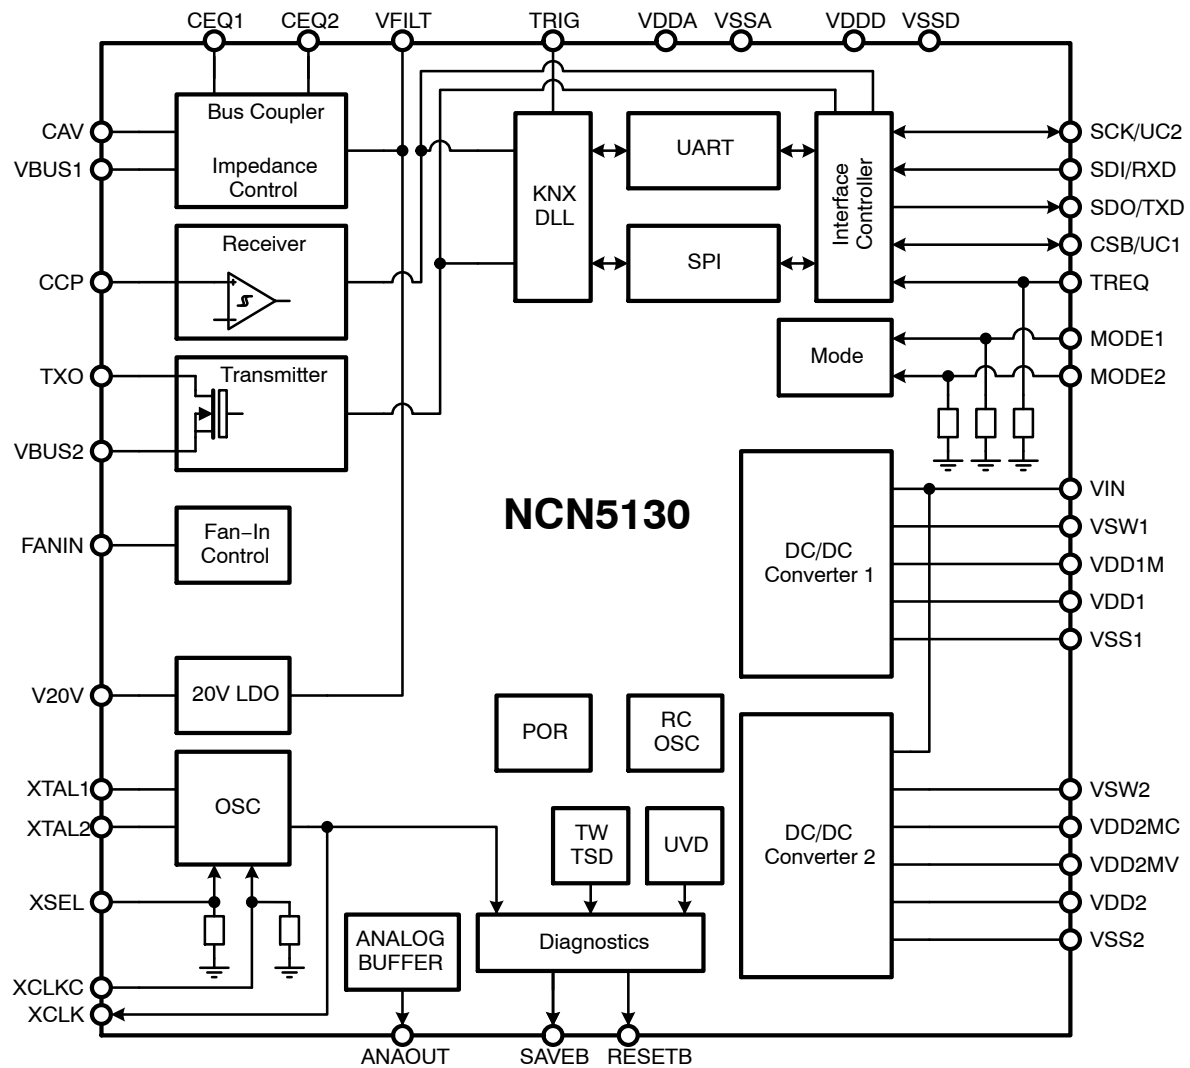 CEQ1 CEQ2 VFILT TRIG VDDA VSSA VDDD VSSD
CAV
VBUS1
CCP
TXO
VBUS2
FANIN
V20V
XTAL1
XTAL2
XSEL
XCLKC
XCLK
Bus Coupler
Impedance
Control
Receiver
Transmitter
Fan−In
Control
20V LDO
OSC
KNX
DLL
UART
SPI
Interface
Controller
Mode
NCN5130
DC/DC
Converter 1
POR
RC
OSC
TW
TSD
UVD
DC/DC
Converter 2
ANALOG
BUFFER
Diagnostics
SCK/UC2
SDI/RXD
SDO/TXD
CSB/UC1
TREQ
MODE1
MODE2
VIN
VSW1
VDD1M
VDD1
VSS1
VSW2
VDD2MC
VDD2MV
VDD2
VSS2
ANAOUT SAVEB RESETB